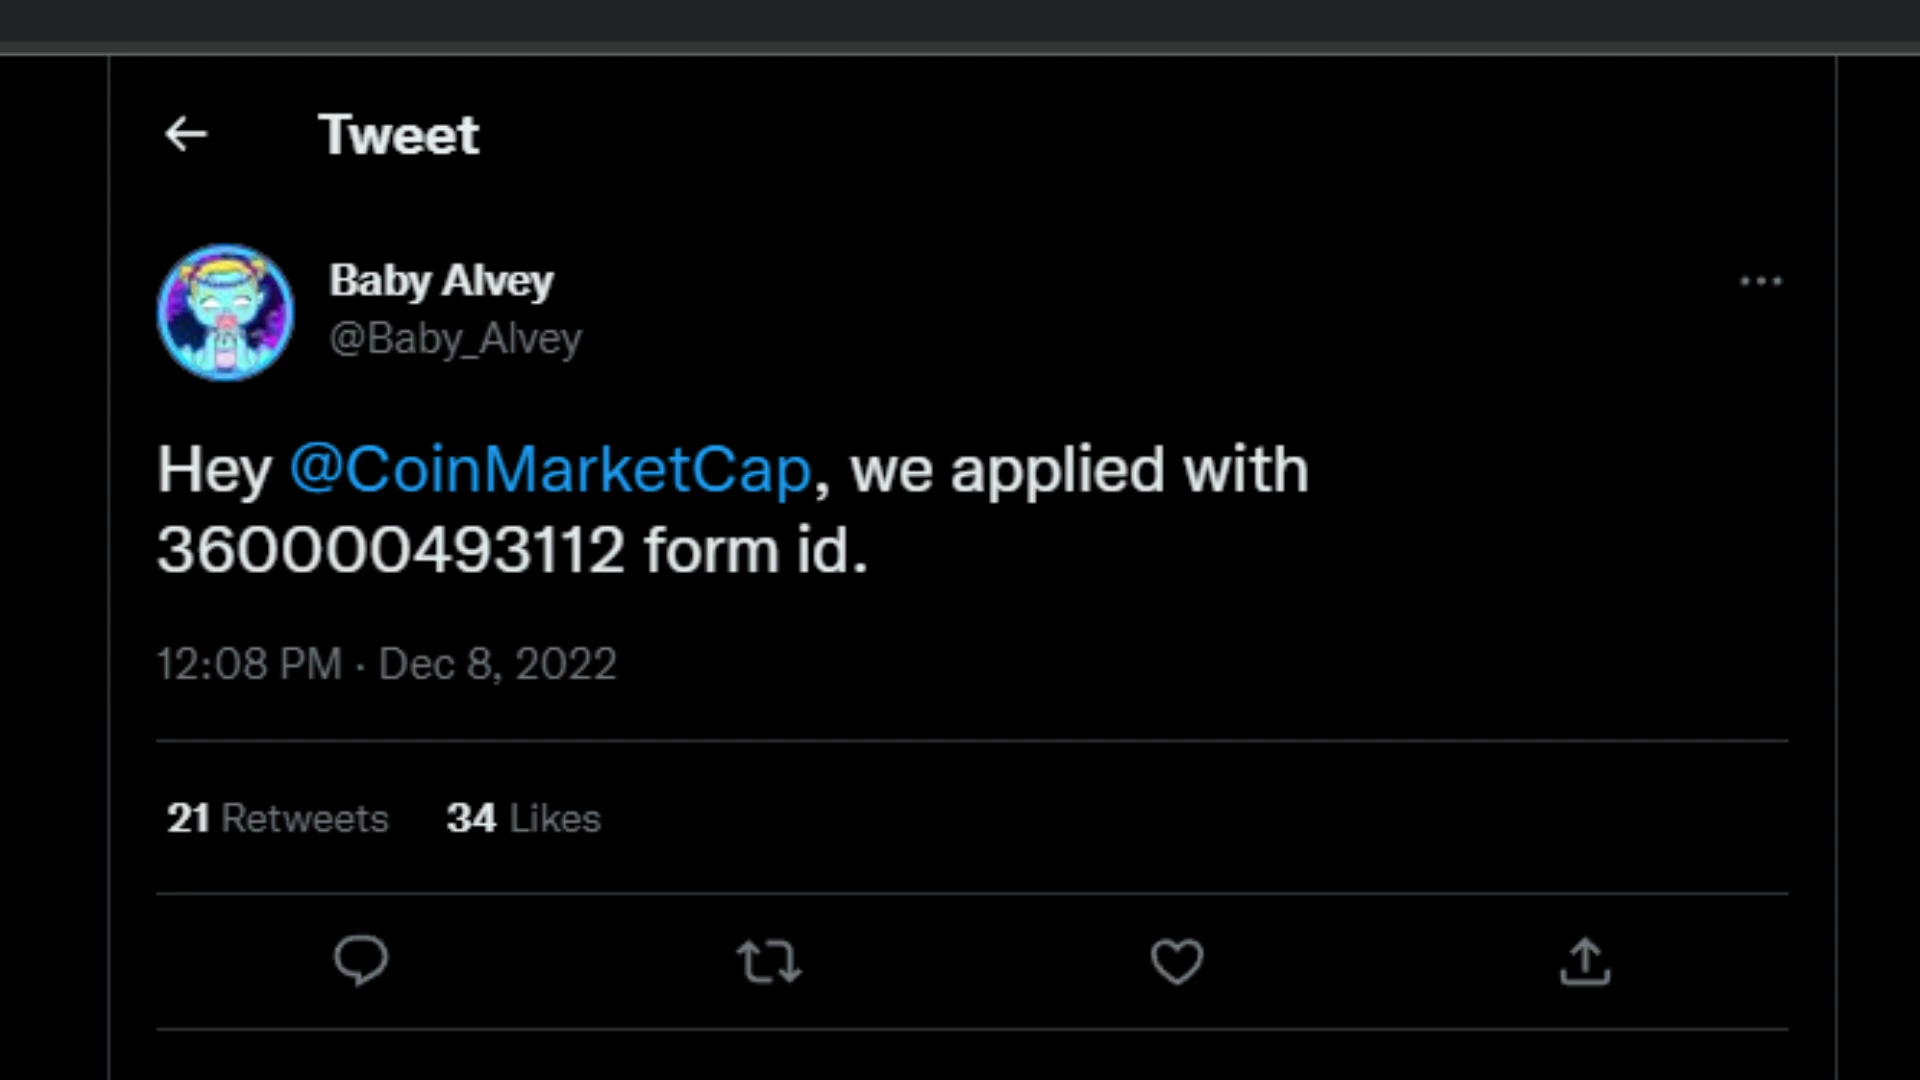 Tweet
Baby Alvey
@Baby_Alvey
Hey @CoinMarketCap, we applied with
360000493112 form id.
12:08 PM · Dec 8, 2022
21 Retweets 34 Likes